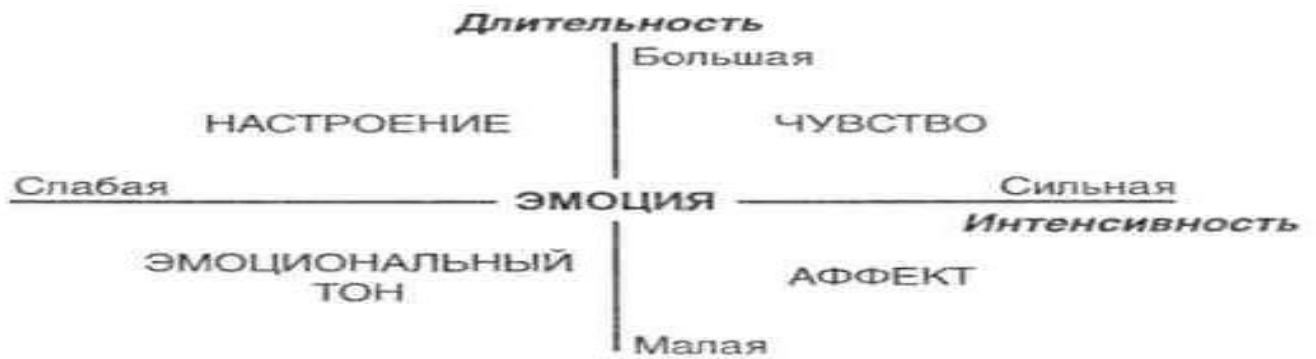 Длительность
Большая
НАСТРОЕНИЕ
ЧУВСТВО
Слабая
ЭМОЦИЯ
Сильная
Интенсивность
ЭМОЦИОНАЛЬНЫЙ
ТОН
АФФЕКТ
Малая